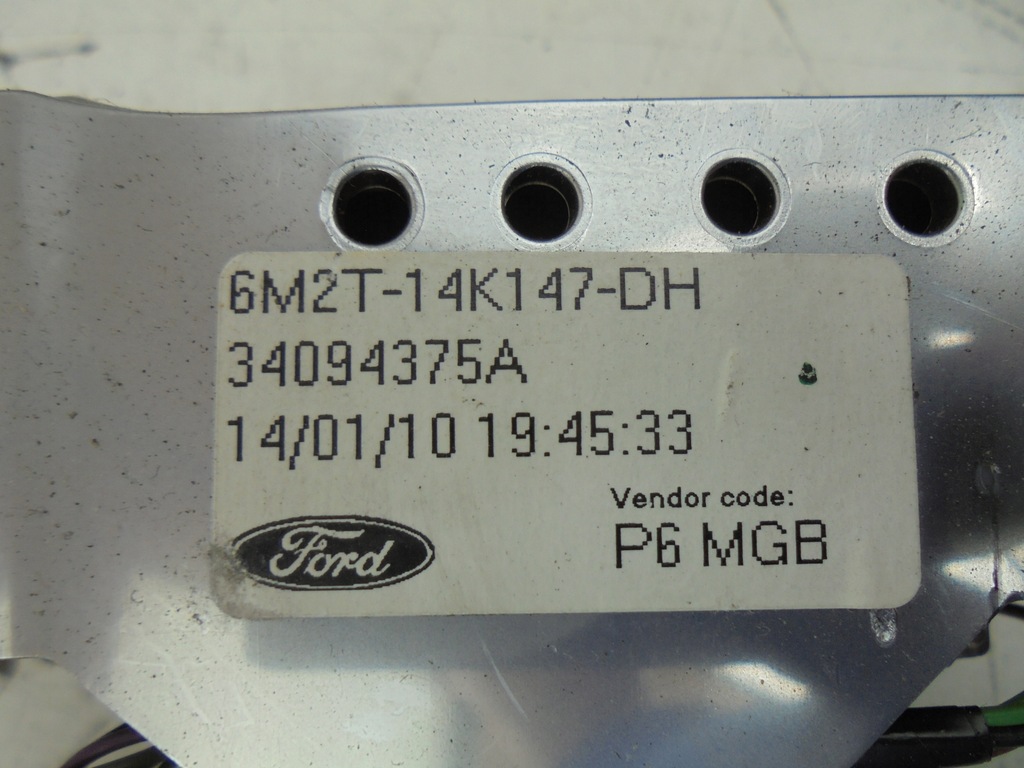 6M2T-14K147-DH
34094375A
14/01/10 19:45:33
Vendor code:
P6 MGB
Ford